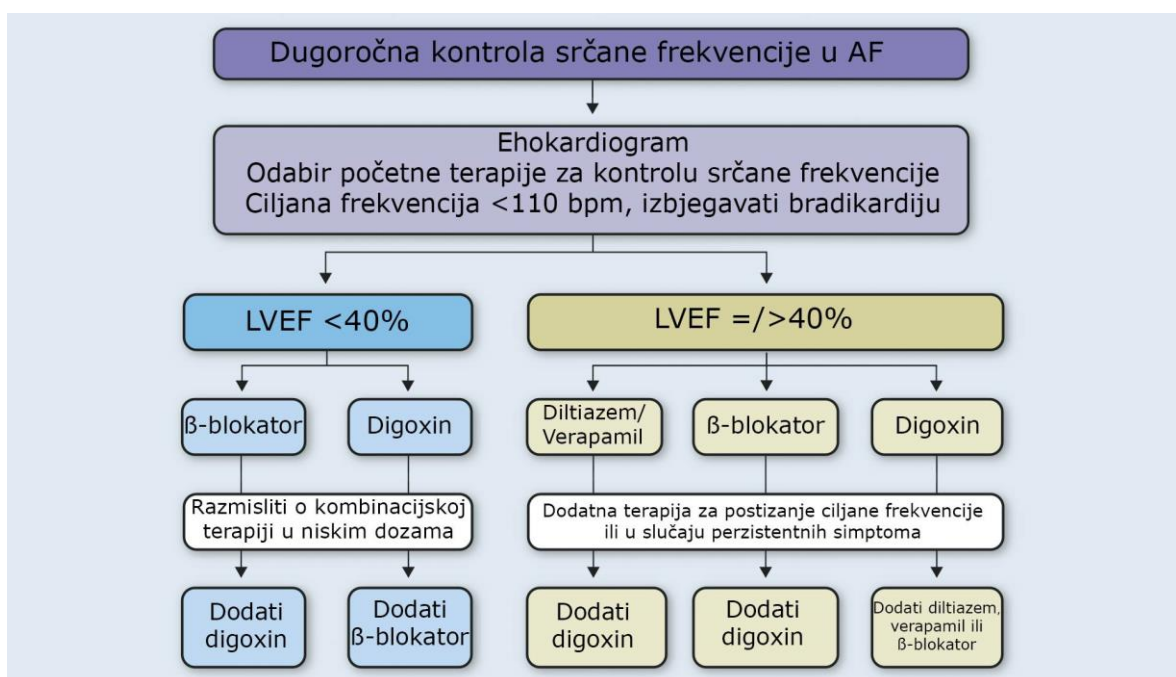 Dugoročna kontrola srčane frekvencije u AF
Ehokardiogram
Odabir početne terapije za kontrolu srčane frekvencije
Ciljana frekvencija <110 bpm, izbjegavati bradikardiju
LVEF <40%
LVEF =/>40%
ß-blokator
Digoxin
Diltiazem/
Verapamil
ß-blokator
Digoxin
Razmisliti o kombinacijskoj
terapiji u niskim dozama
Dodatna terapija za postizanje ciljane frekvencije
ili u slučaju perzistentnih simptoma
Dodati
digoxin
Dodati
ß-blokator
Dodati
digoxin
Dodati
digoxin
Dodati diltiazem,
verapamil ili
ß-blokator